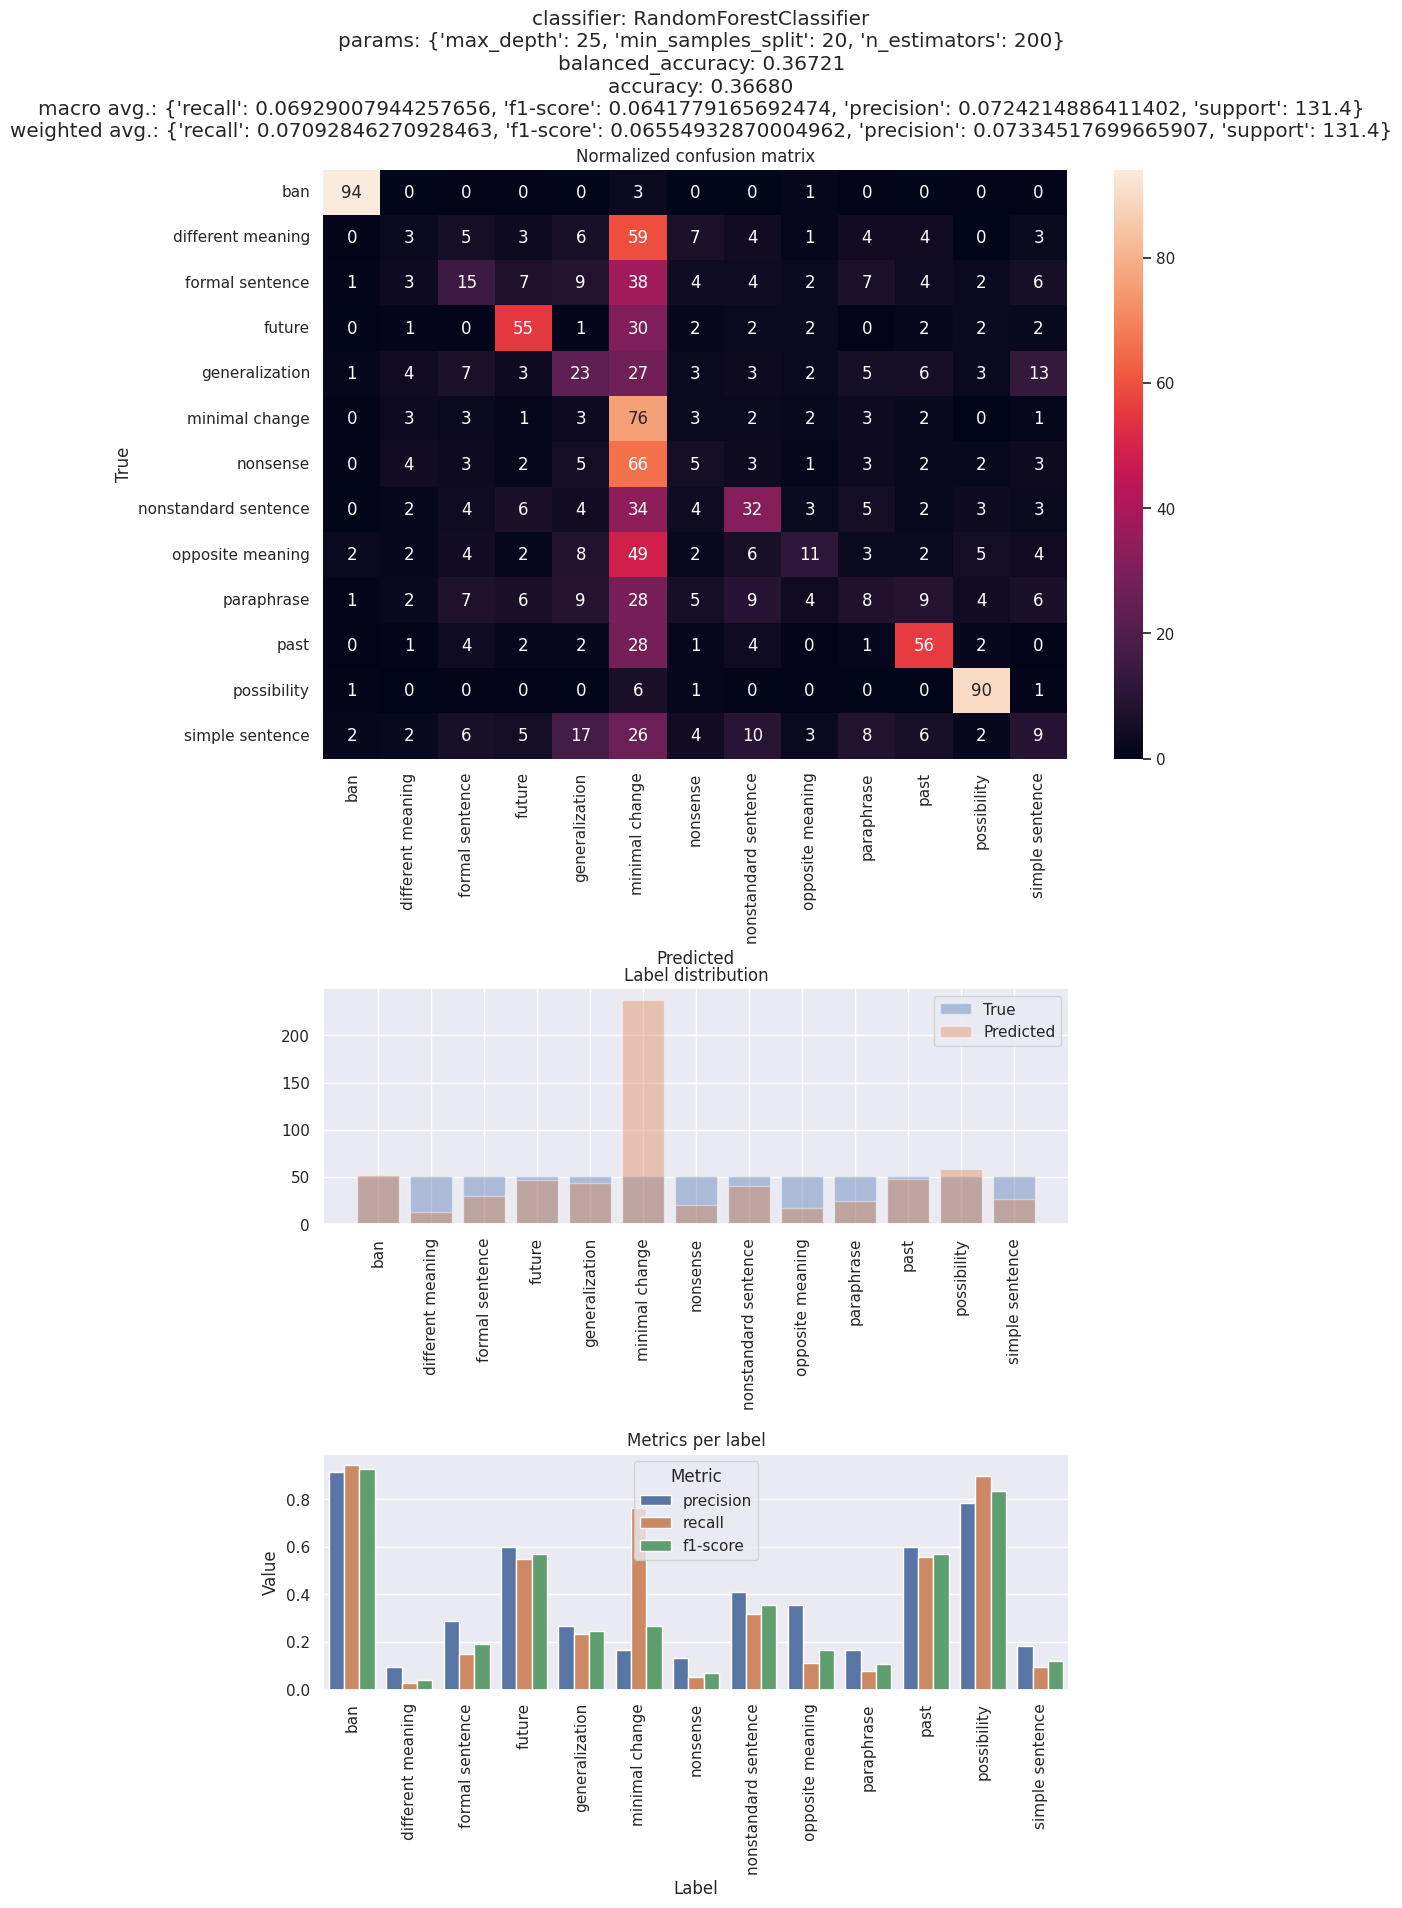 classifier: RandomForestClassifier
params: {'max_depth': 25, 'min_samples_split': 20, 'n_estimators': 200}
balanced_accuracy: 0.36721
accuracy: 0.36680
macro avg.: {'recall': 0.06929007944257656, 'f1-score': 0.0641779165692474, 'precision': 0.0724214886411402, 'support': 131.4}
weighted avg.: {'recall': 0.07092846270928463, 'f1-score': 0.06554932870004962, 'precision': 0.07334517699665907, 'support': 131.4}
Normalized confusion matrix
True
ban 94 0 0 0 0 3 0 0 1 0 0 0 0
different meaning 0 3 5 3 6 59 7 4 1 4 4 0 3
formal sentence 1 3 15 7 9 38 4 4 2 7 4 2 6
future 0 1 0 55 1 30 2 2 2 0 2 2 2
generalization 1 4 7 3 23 27 3 3 2 5 6 3 13
minimal change 0 3 3 1 3 76 3 2 2 3 2 0 1
nonsense 0 4 3 2 5 66 5 3 1 3 2 2 3
nonstandard sentence 0 2 4 6 4 34 4 32 3 5 2 3 3
opposite meaning 2 2 4 2 8 49 2 6 11 3 2 5 4
paraphrase 1 2 7 6 9 28 5 9 4 8 9 4 6
past 0 1 4 2 2 28 1 4 0 1 56 2 0
possibility 1 0 0 0 0 6 1 0 0 0 0 90 1
simple sentence 2 2 6 5 17 26 4 10 3 8 6 2 9
80
60
40
20
0
ban
different meaning
formal sentence
future
generalization
minimal change
nonsense
nonstandard sentence
opposite meaning
paraphrase
past
possibility
simple sentence
Predicted
Label distribution
True
Predicted
200
150
100
50
0
ban
different meaning
formal sentence
future
generalization
minimal change
nonsense
nonstandard sentence
opposite meaning
paraphrase
past
possibility
simple sentence
Metrics per label
Metric
precision
recall
f1-score
Value
0.8
0.6
0.4
0.2
0.0
ban
different meaning
formal sentence
future
generalization
minimal change
nonsense
nonstandard sentence
opposite meaning
paraphrase
past
possibility
simple sentence
Label